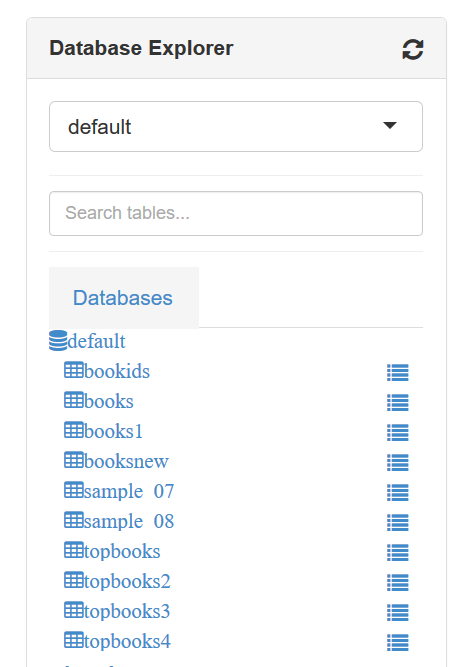 Database Explorer
default
Search tables...
Databases
default
bookids
books
books1
booksnew
sample_07
sample_08
topbooks
topbooks2
topbooks3
topbooks4